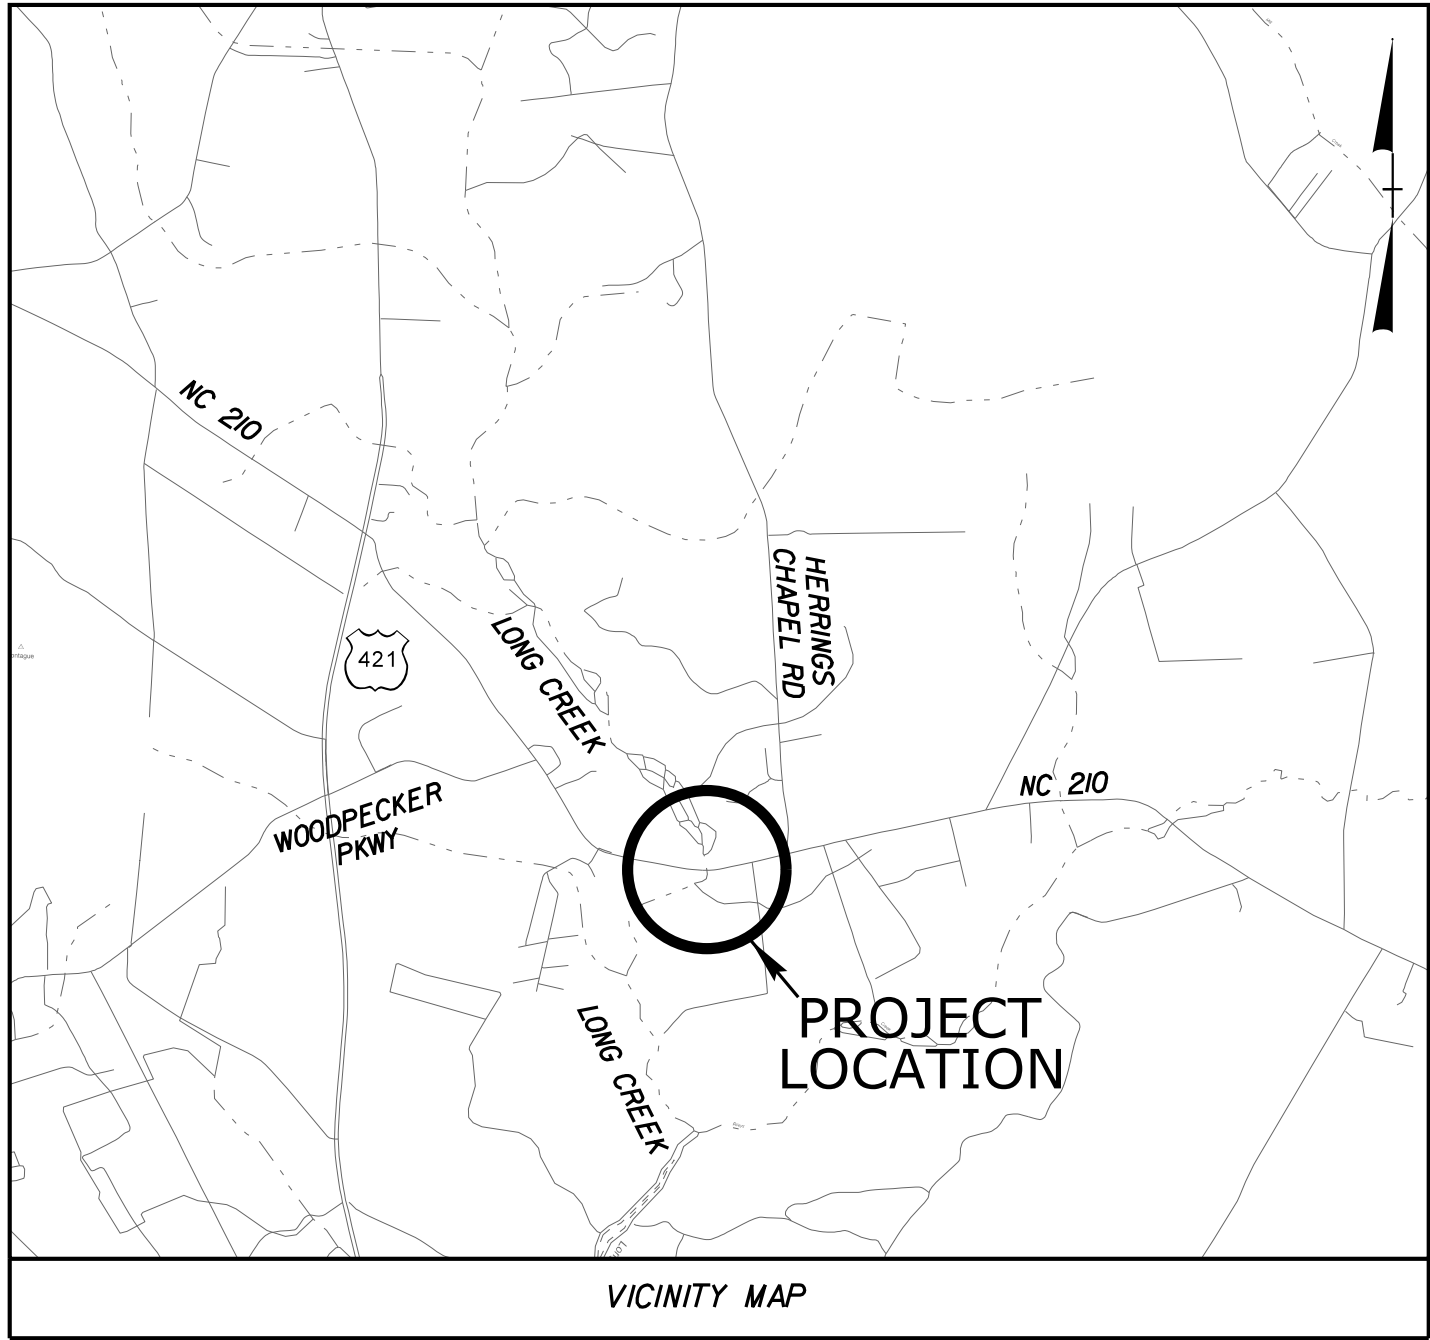 NC 210
HERRINGS
CHAPEL RD
LONG CREEK
421
NC 210
WOODPECKER
PKWY
PROJECT
LOCATION
LONG CREEK
VICINITY MAP